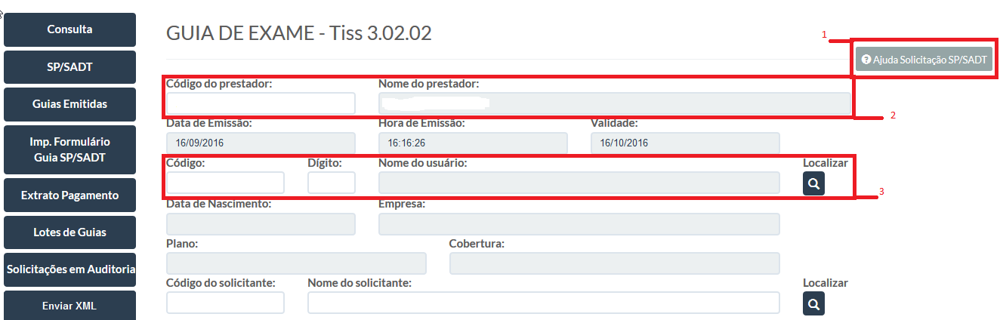 Consulta
SP/SADT
Guias Emitidas
Imp. Formulário
Guia SP/SADT
Extrato Pagamento
Lotes de Guias
Solicitações em Auditoria
Enviar XML
GUIA DE EXAME - Tiss 3.02.02
1
Ajuda Solicitação SP/SADT
Código do prestador: Nome do prestador:
2
Data de Emissão: Hora de Emissão: Validade:
16/09/2016 16:16:26 16/10/2016
Código: Dígito: Nome do usuário: Localizar
3
Data de Nascimento: Empresa:
Plano: Cobertura:
Código do solicitante: Nome do solicitante: Localizar